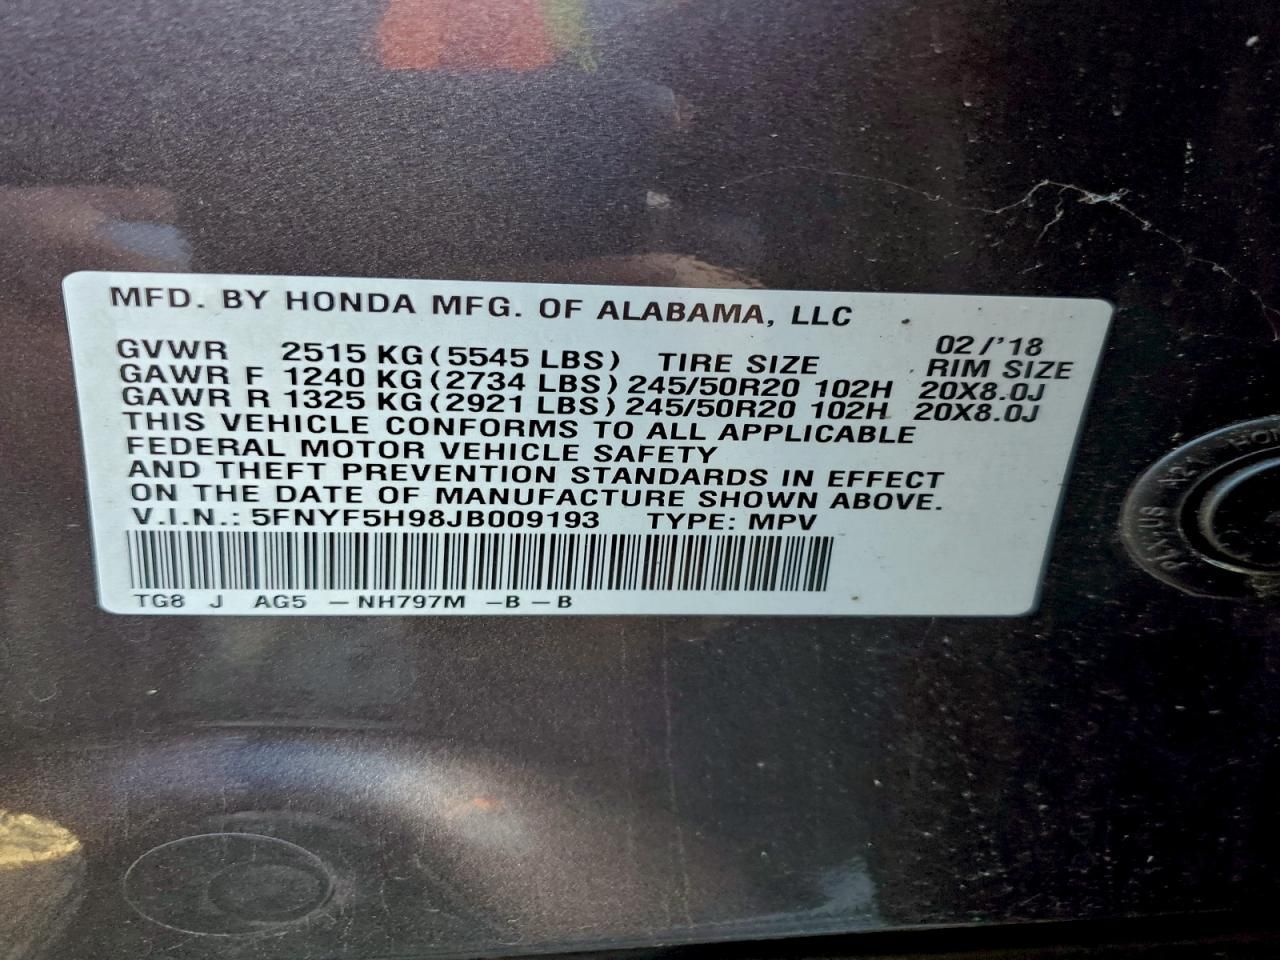 MFD. BY HONDA MFG. OF ALABAMA, LLC
02/'18
GVWR 2515 KG (5545 LBS) TIRE SIZE RIM SIZE
GAWR F 1240 KG (2734 LBS) 245/50R20 102H 20X8.0J
GAWR R 1325 KG (2921 LBS) 245/50R20 102H 20X8.0J
THIS VEHICLE CONFORMS TO ALL APPLICABLE
FEDERAL MOTOR VEHICLE SAFETY
AND THEFT PREVENTION STANDARDS IN EFFECT
ON THE DATE OF MANUFACTURE SHOWN ABOVE.
V.I.N.: 5FNYF5H98JB009193 TYPE: MPV
TG8 J AG5 -NH797M -B-B